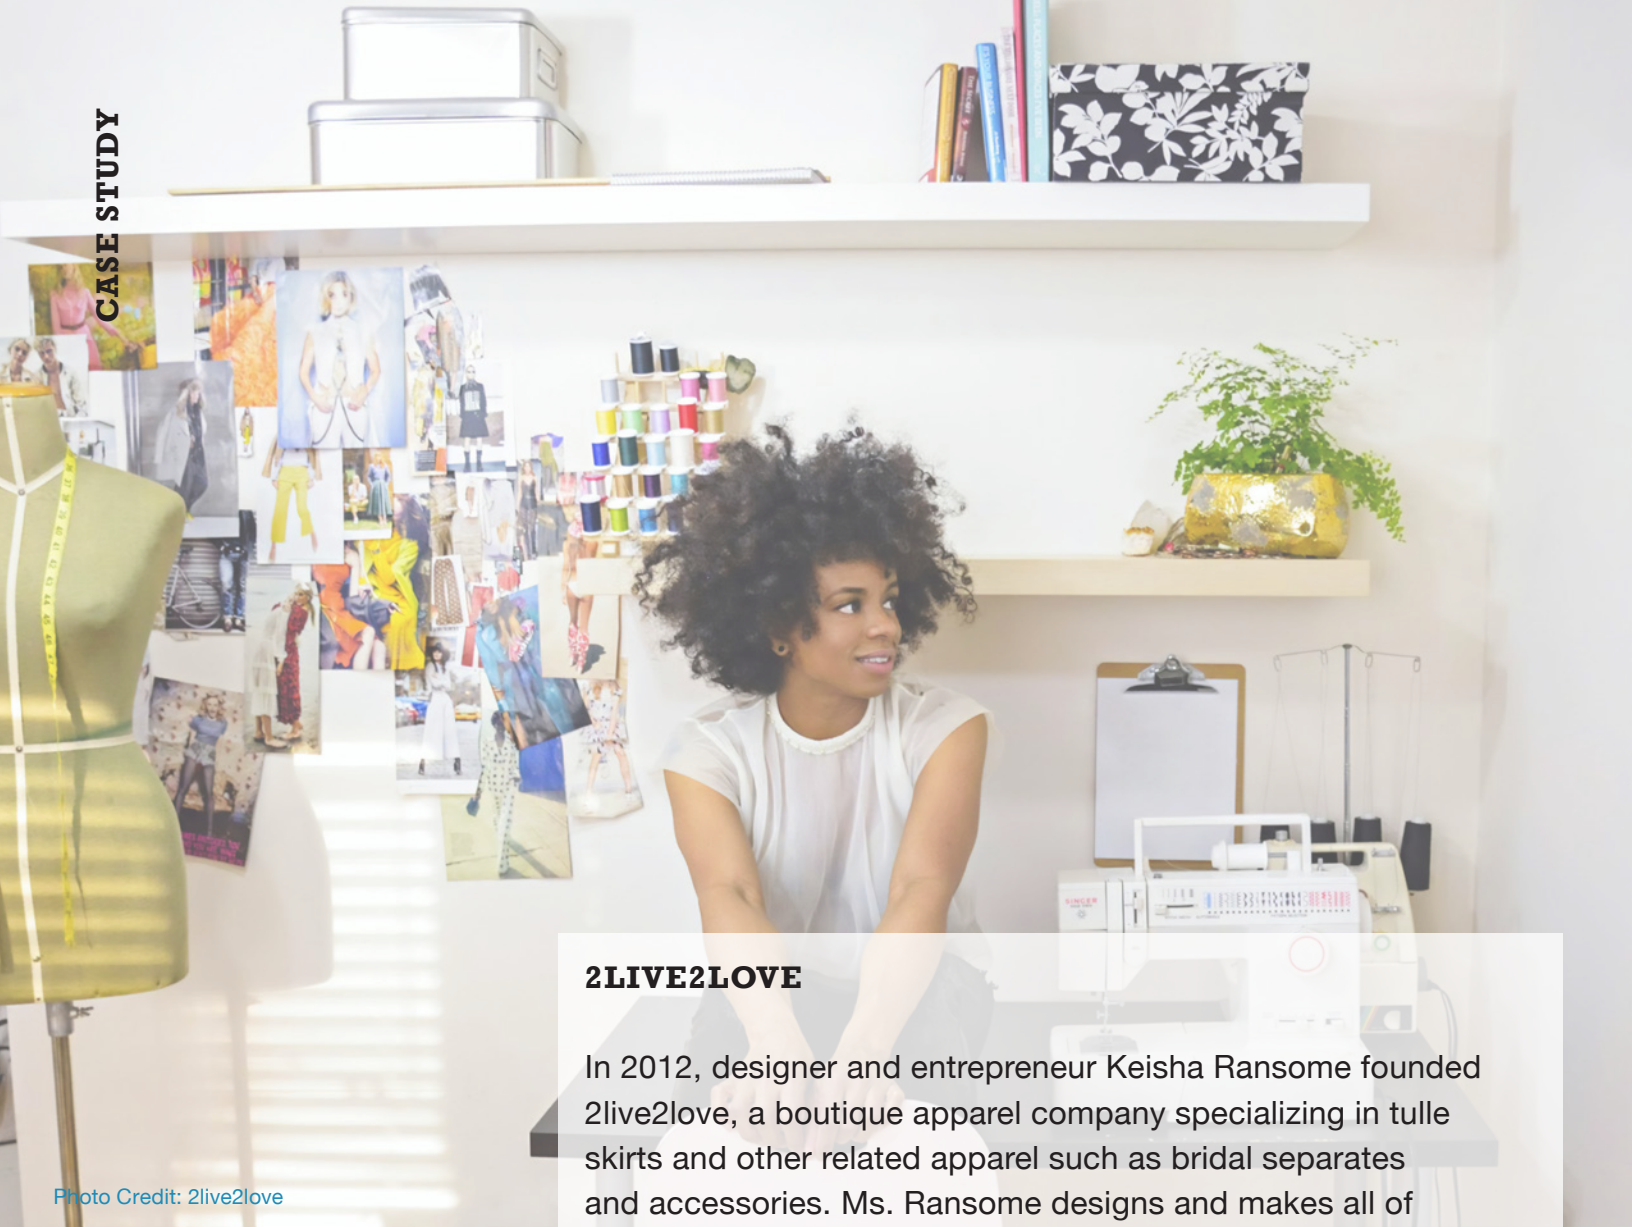 CASE STUDY
SINGER
2LIVE2LOVE
In 2012, designer and entrepreneur Keisha Ransome founded
2live2love, a boutique apparel company specializing in tulle
skirts and other related apparel such as bridal separates
and accessories. Ms. Ransome designs and makes all of
Photo Credit: 2live2love